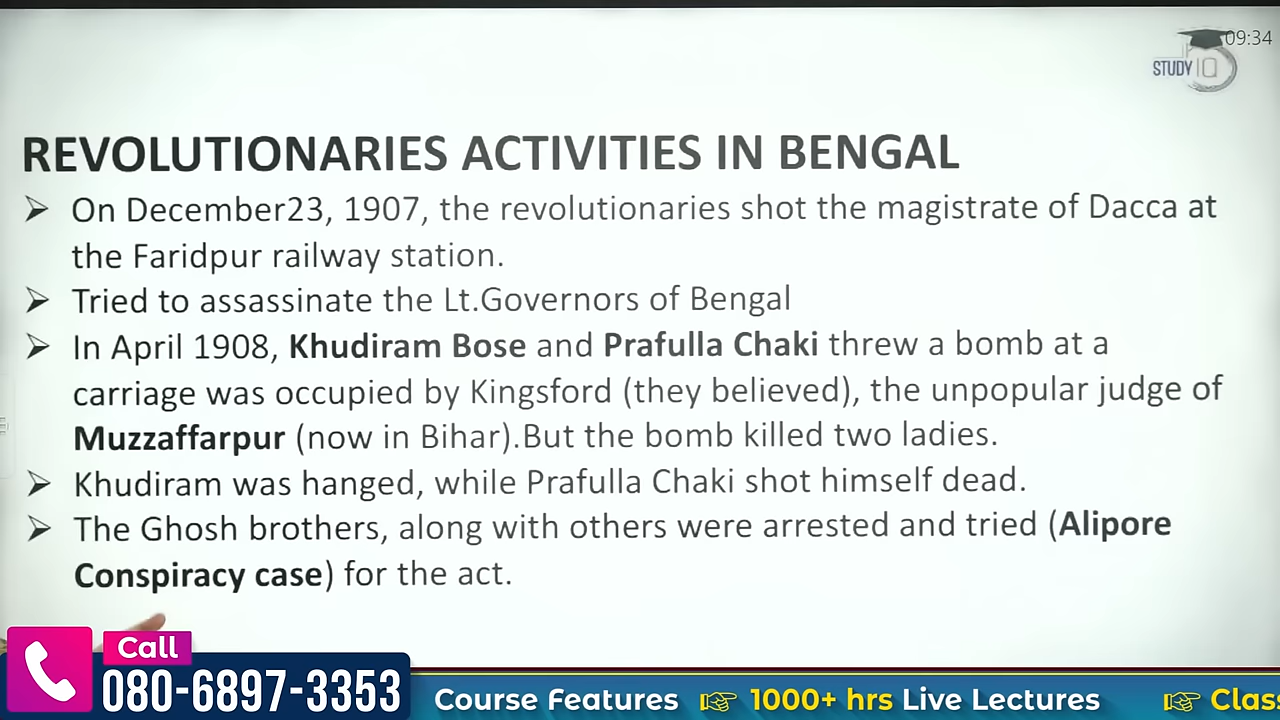 09:34
STUDY IQ
REVOLUTIONARIES ACTIVITIES IN BENGAL
➢ On December23, 1907, the revolutionaries shot the magistrate of Dacca at
the Faridpur railway station.
➢ Tried to assassinate the Lt.Governors of Bengal
➢ In April 1908, Khudiram Bose and Prafulla Chaki threw a bomb at a
carriage was occupied by Kingsford (they believed), the unpopular judge of
Muzzaffarpur (now in Bihar).But the bomb killed two ladies.
➢ Khudiram was hanged, while Prafulla Chaki shot himself dead.
➢ The Ghosh brothers, along with others were arrested and tried (Alipore
Conspiracy case) for the act.
Call
080-6897-3353
Course Features 1000+ hrs Live Lectures Clas